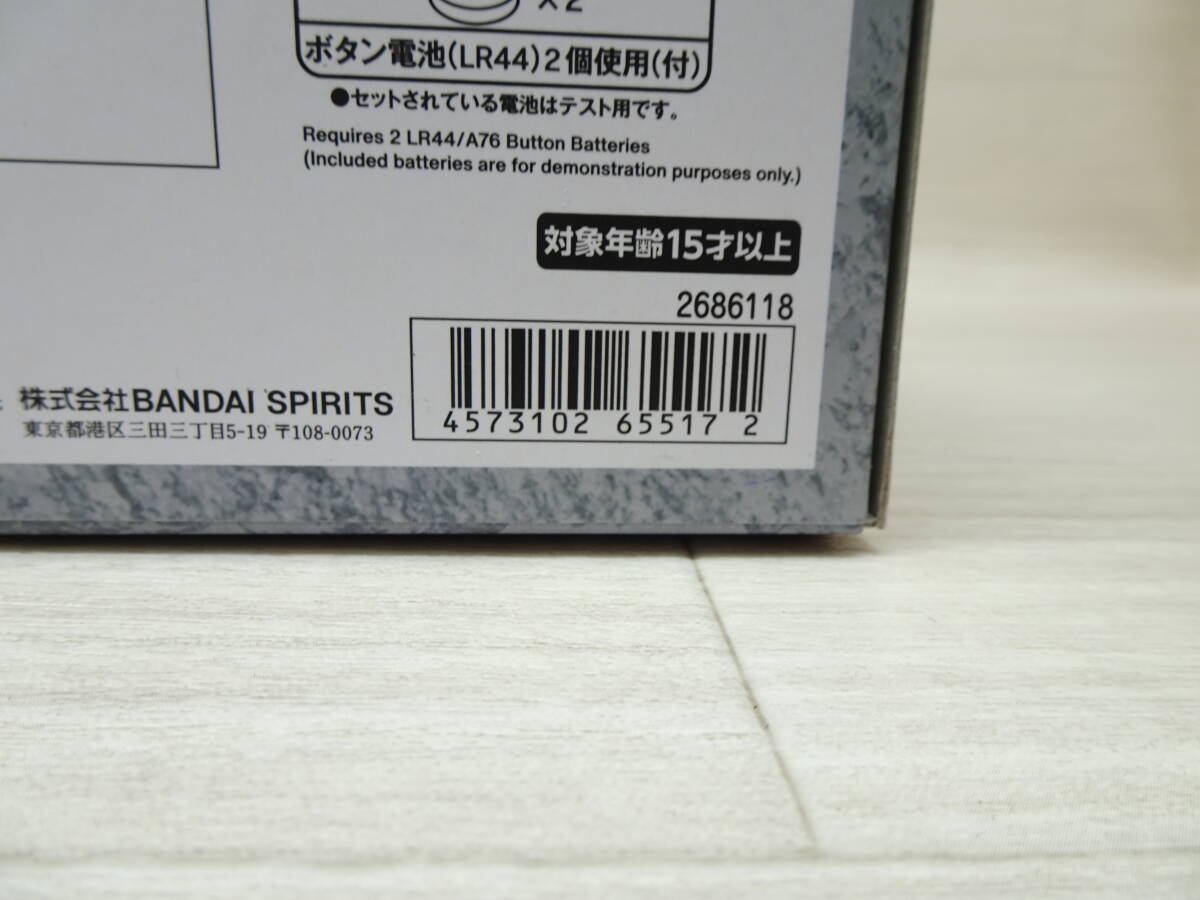 ×2
ボタン電池(LR44)2個使用(付)
●セットされている電池はテスト用です。
Requires 2 LR44/A76 Button Batteries
(Included batteries are for demonstration purposes only.)
対象年齢15才以上
2686118
4573102 65517 2
株式会社BANDAI SPIRITS
東京都港区三田三丁目5-19 〒108-0073